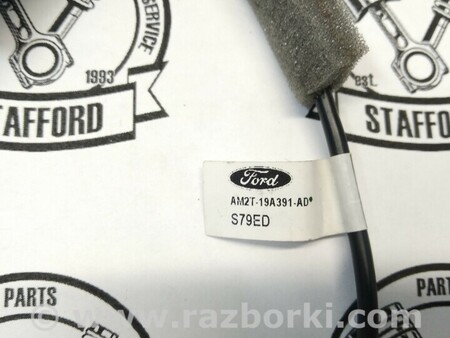 SERVICE
1993
est.
STAFFORD
STAFFORD
Ford
AM2T-19A391-AD
S79ED
PARTS
PARTS
www.razborki.com